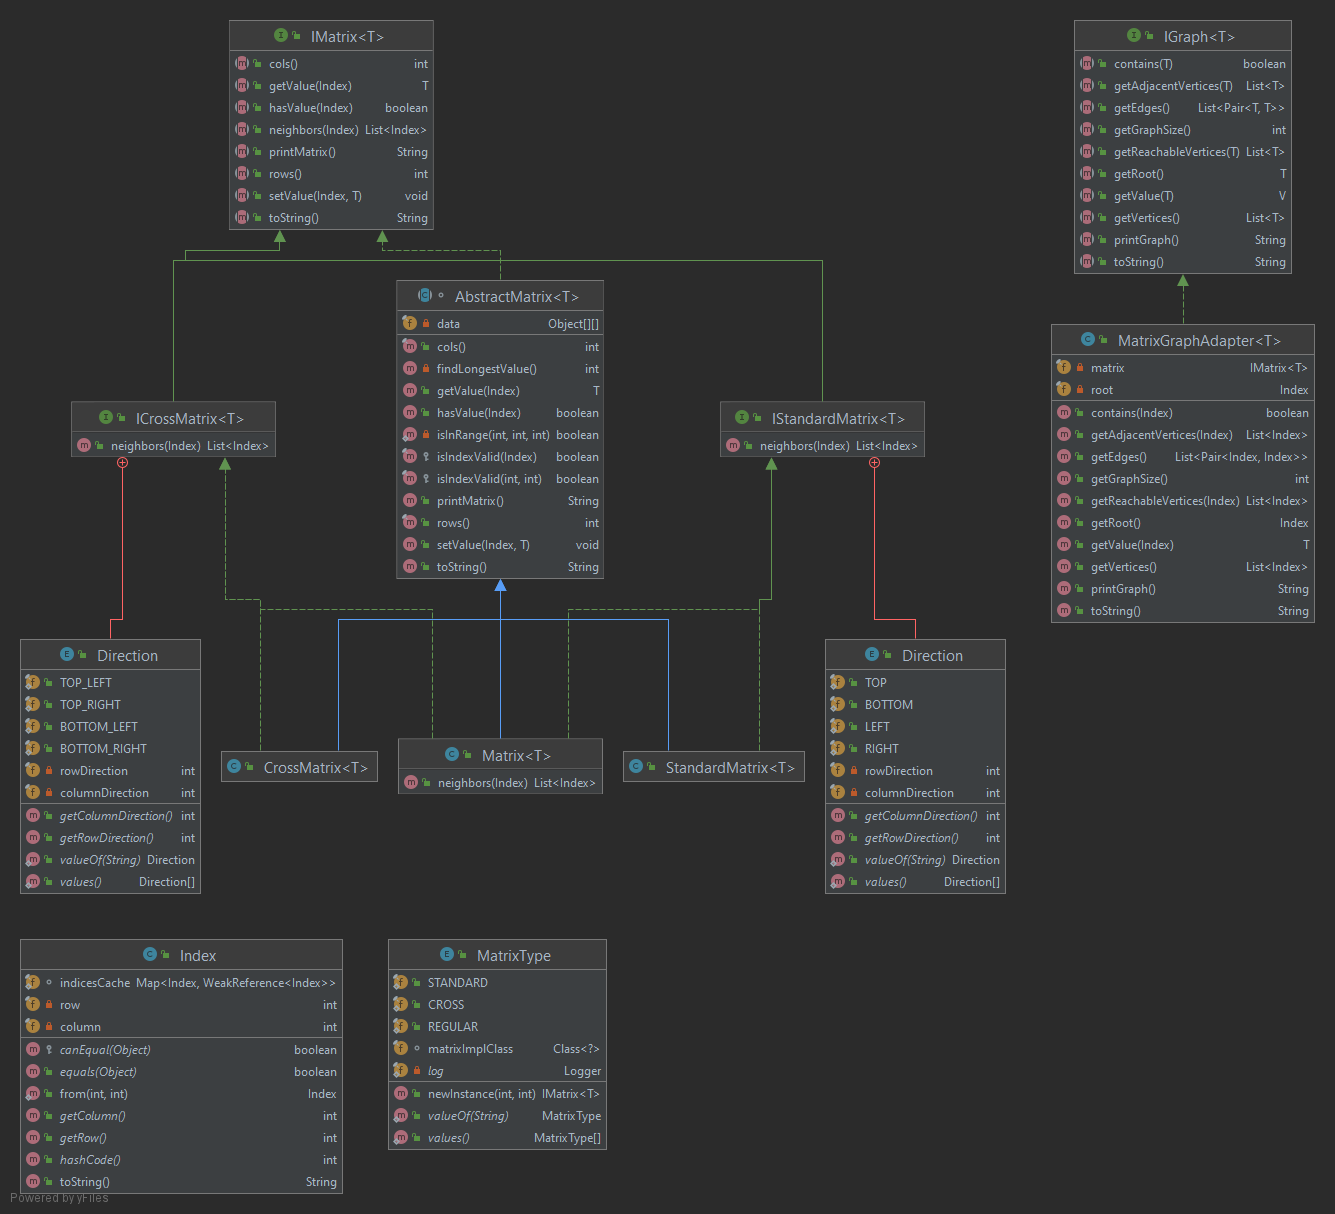 IMatrix<T>
cols() int
getValue(Index) T
hasValue(Index) boolean
neighbors(Index) List<Index>
printMatrix() String
rows() int
setValue(Index, T) void
toString() String
IGraph<T>
contains(T) boolean
getAdjacentVertices(T) List<T>
getEdges() List<Pair<T, T>>
getGraphSize() int
getReachableVertices(T) List<T>
getRoot() T
getValue(T) V
getVertices() List<T>
printGraph() String
toString() String
AbstractMatrix<T>
data Object[][]
cols() int
findLongestValue() int
getValue(Index) T
hasValue(Index) boolean
isInRange(int, int, int) boolean
isIndexValid(Index) boolean
isIndexValid(int, int) boolean
printMatrix() String
rows() int
setValue(Index, T) void
toString() String
MatrixGraphAdapter<T>
matrix IMatrix<T>
root Index
contains(Index) boolean
getAdjacentVertices(Index) List<Index>
getEdges() List<Pair<Index, Index>>
getGraphSize() int
getReachableVertices(Index) List<Index>
getRoot() Index
getValue(Index) T
getVertices() List<Index>
printGraph() String
toString() String
ICrossMatrix<T>
neighbors(Index) List<Index>
IStandardMatrix<T>
neighbors(Index) List<Index>
Direction
TOP_LEFT
TOP_RIGHT
BOTTOM_LEFT
BOTTOM_RIGHT
rowDirection int
columnDirection int
getColumnDirection() int
getRowDirection() int
valueOf(String) Direction
values() Direction[]
CrossMatrix<T>
Matrix<T>
neighbors(Index) List<Index>
StandardMatrix<T>
Direction
TOP
BOTTOM
LEFT
RIGHT
rowDirection int
columnDirection int
getColumnDirection() int
getRowDirection() int
valueOf(String) Direction
values() Direction[]
Index
indicesCache Map<Index, WeakReference<Index>>
row int
column int
canEqual(Object) boolean
equals(Object) boolean
from(int, int) Index
getColumn() int
getRow() int
hashCode() int
toString() String
MatrixType
STANDARD
CROSS
REGULAR
matrixImplClass Class<?>
log Logger
newInstance(int, int) IMatrix<T>
valueOf(String) MatrixType
values() MatrixType[]
Powered by yFiles